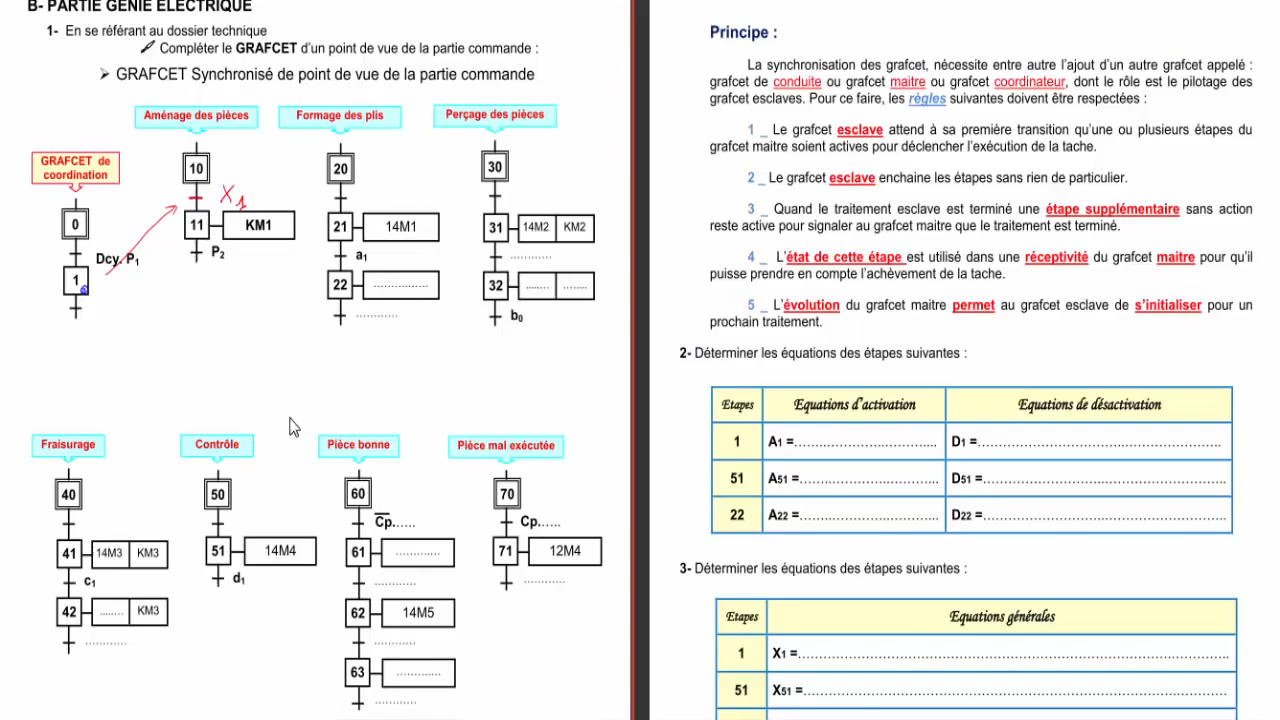 B- PARTIE GENIE ELECTRIQUE
1- En se référant au dossier technique
Compléter le GRAFCET d'un point de vue de la partie commande :
➢ GRAFCET Synchronisé de point de vue de la partie commande
Aménage des pièces
Formage des plis
Perçage des pièces
GRAFCET de
coordination
10
20
30
X1
0
11
KM1
21
14M1
31
14M2
KM2
Dcy. P1
P2
a1
............
1
22
...............
32
........
........
............
b0
Fraisurage
Contrôle
Pièce bonne
Pièce mal exécutée
40
50
60
70
C̅p̅......
Cp......
41
14M3
KM3
51
14M4
61
............
71
12M4
c1
d1
............
............
42
........
KM3
62
14M5
............
............
63
............
............
Principe :
La synchronisation des grafcet, nécessite entre autre l'ajout d'un autre grafcet appelé :
grafcet de conduite ou grafcet maitre ou grafcet coordinateur, dont le rôle est le pilotage des
grafcet esclaves. Pour ce faire, les règles suivantes doivent être respectées :
1 _ Le grafcet esclave attend à sa première transition qu'une ou plusieurs étapes du
grafcet maitre soient actives pour déclencher l'exécution de la tache.
2 _ Le grafcet esclave enchaine les étapes sans rien de particulier.
3 _ Quand le traitement esclave est terminé une étape supplémentaire sans action
reste active pour signaler au grafcet maitre que le traitement est terminé.
4 _ L'état de cette étape est utilisé dans une réceptivité du grafcet maitre pour qu'il
puisse prendre en compte l'achèvement de la tache.
5 _ L'évolution du grafcet maitre permet au grafcet esclave de s'initialiser pour un
prochain traitement.
2- Déterminer les équations des étapes suivantes :
Etapes
Equations d'activation
Equations de désactivation
1
A1 =....................................
D1 =....................................
51
A51 =....................................
D51 =....................................
22
A22 =....................................
D22 =....................................
3- Déterminer les équations des étapes suivantes :
Etapes
Equations générales
1
X1 =....................................
51
X51 =....................................